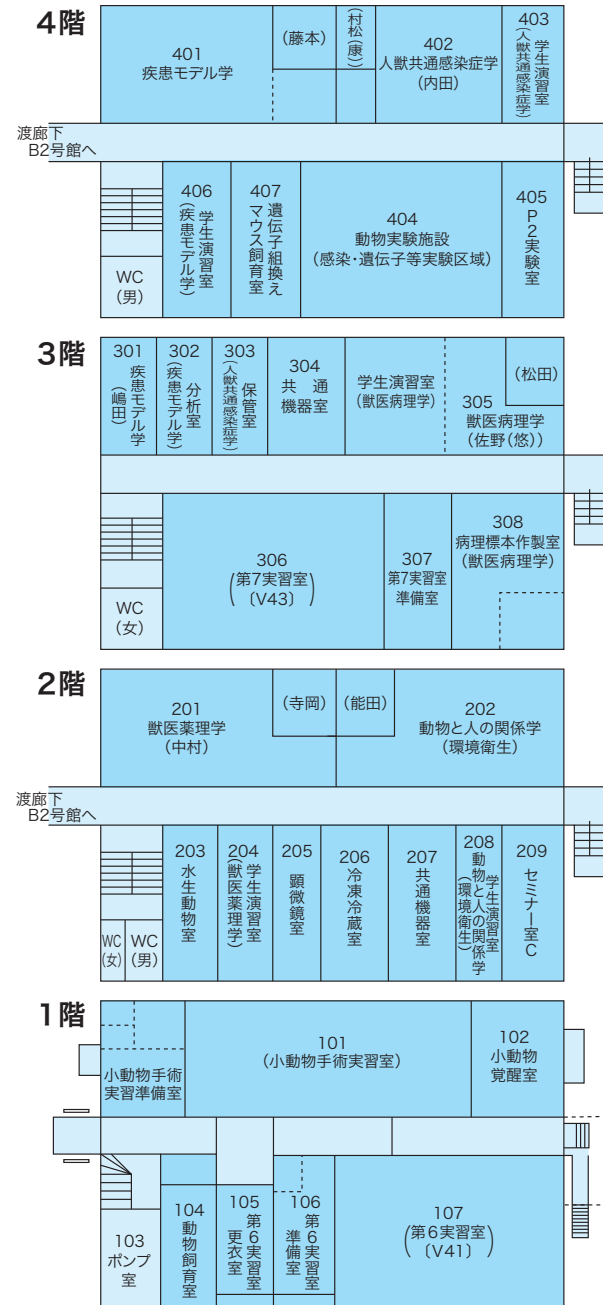 4階
401
疾患モデル学
(藤本)
(村松(康))
402
人獣共通感染症学
(内田)
403
学生演習室
(人獣共通感染症学)
渡廊下
B2号館へ
WC
(男)
406
学生演習室
(疾患モデル学)
407
遺伝子組換え
マウス飼育室
404
動物実験施設
(感染・遺伝子等実験区域)
405
P2実験室
3階
301
疾患モデル学
(嶋田)
302
分析室
(疾患モデル学)
303
保管室
(人獣共通感染症学)
304
共通
機器室
学生演習室
(獣医病理学)
305
獣医病理学
(佐野(悠))
(松田)
WC
(女)
306
(第7実習室
〔V43〕)
307
第7実習室
準備室
308
病理標本作製室
(獣医病理学)
2階
201
獣医薬理学
(中村)
(寺岡)
(能田)
202
動物と人の関係学
(環境衛生)
渡廊下
B2号館へ
WC
(女)
WC
(男)
203
水生動物室
204
学生演習室
(獣医薬理学)
205
顕微鏡室
206
冷凍冷蔵室
207
共通機器室
208
学生演習室
動物と人の関係学
(環境衛生)
209
セミナー室C
1階
小動物手術
実習準備室
101
(小動物手術実習室)
102
小動物
覚醒室
103
ポンプ
室
104
動物飼育室
105
第6実習室
更衣室
106
第6実習室
準備室
107
(第6実習室
〔V41〕)